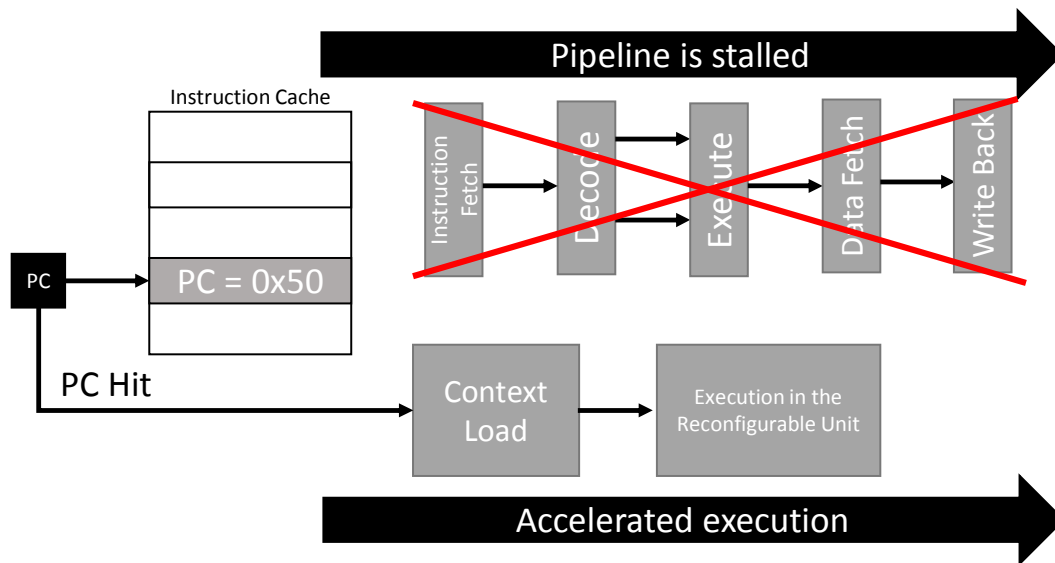 Pipeline is stalled
Instruction Cache
Instruction
Fetch
Decode
Execute
Data Fetch
Write Back
PC
PC = 0x50
PC Hit
Context
Load
Execution in the
Reconfigurable Unit
Accelerated execution